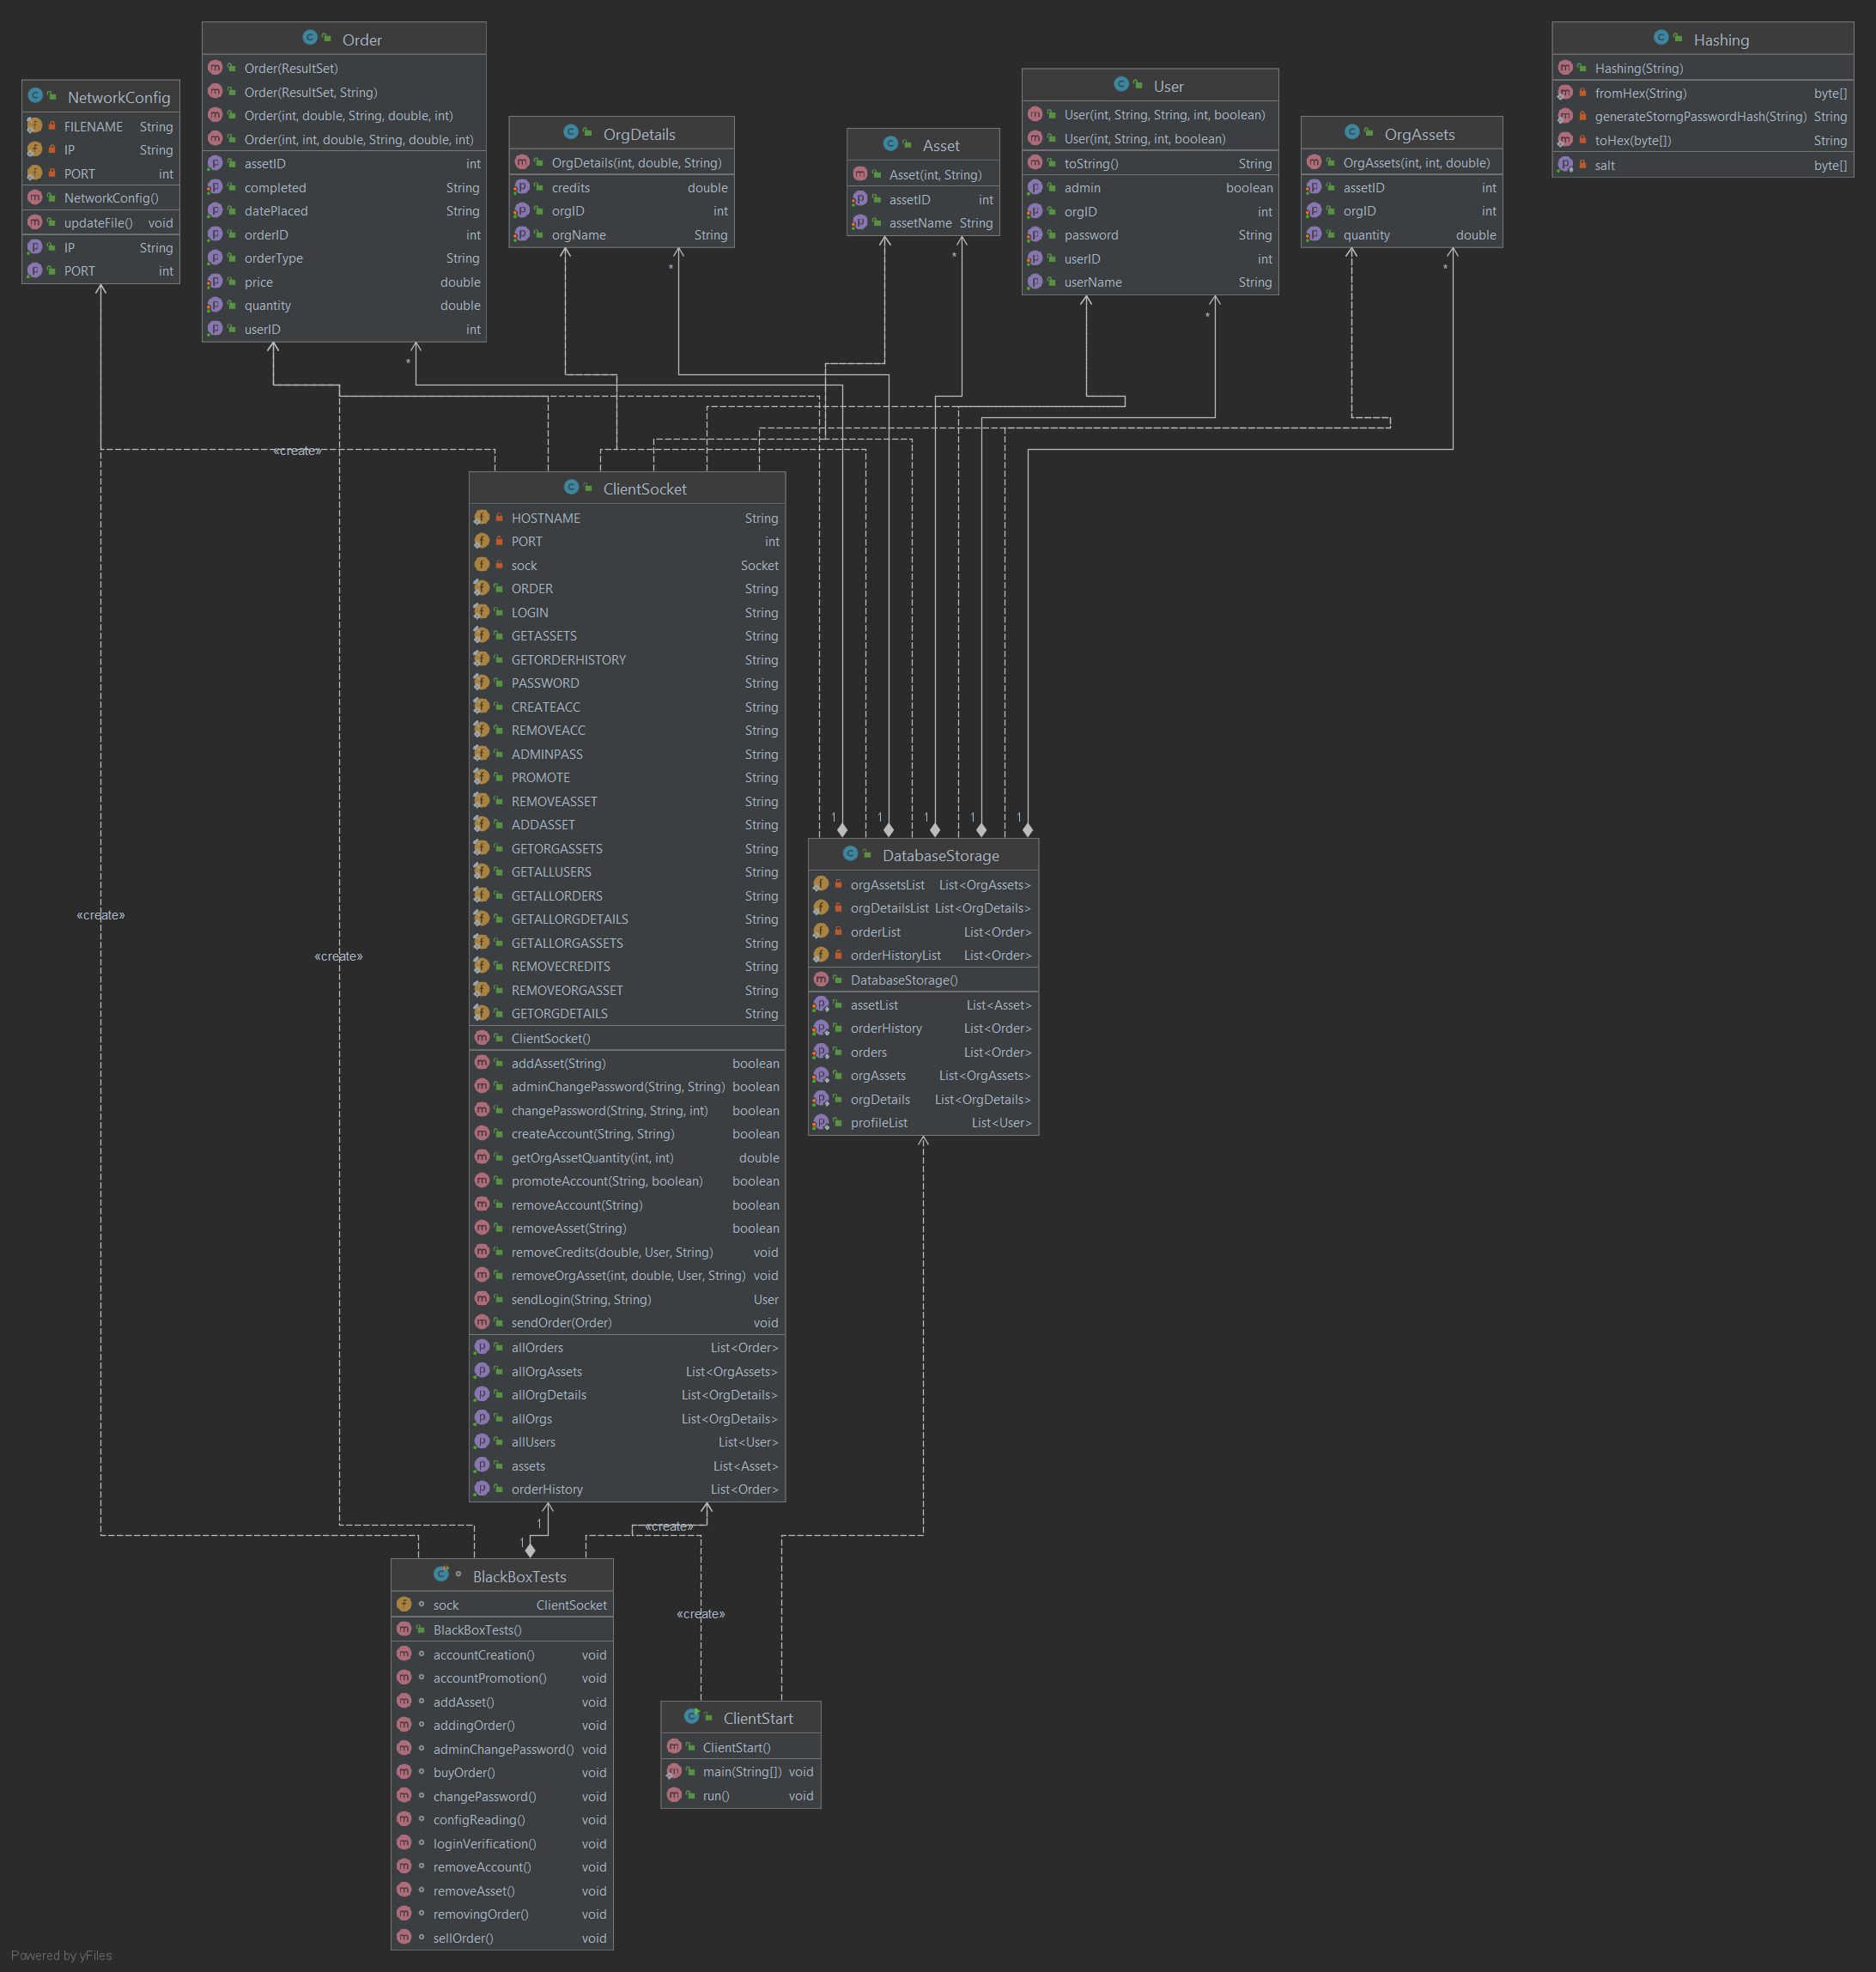 Order
Order(ResultSet)
Order(ResultSet, String)
Order(int, double, String, double, int)
Order(int, int, double, String, double, int)
assetID int
completed String
datePlaced String
orderID int
orderType String
price double
quantity double
userID int
Hashing
Hashing(String)
fromHex(String) byte[]
generateStorngPasswordHash(String) String
toHex(byte[]) String
salt byte[]
NetworkConfig
FILENAME String
IP String
PORT int
NetworkConfig()
updateFile() void
IP String
PORT int
User
User(int, String, String, int, boolean)
User(int, String, int, boolean)
toString() String
admin boolean
orgID int
password String
userID int
userName String
OrgDetails
OrgDetails(int, double, String)
credits double
orgID int
orgName String
Asset
Asset(int, String)
assetID int
assetName String
OrgAssets
OrgAssets(int, int, double)
assetID int
orgID int
quantity double
*
*
*
*
*
«create»
ClientSocket
HOSTNAME String
PORT int
sock Socket
ORDER String
LOGIN String
GETASSETS String
GETORDERHISTORY String
PASSWORD String
CREATEACC String
REMOVEACC String
ADMINPASS String
PROMOTE String
REMOVEASSET String
ADDASSET String
GETORGASSETS String
GETALLUSERS String
GETALLORDERS String
GETALLORGDETAILS String
GETALLORGASSETS String
REMOVECREDITS String
REMOVEORGASSET String
GETORGDETAILS String
ClientSocket()
addAsset(String) boolean
adminChangePassword(String, String) boolean
changePassword(String, String, int) boolean
createAccount(String, String) boolean
getOrgAssetQuantity(int, int) double
promoteAccount(String, boolean) boolean
removeAccount(String) boolean
removeAsset(String) boolean
removeCredits(double, User, String) void
removeOrgAsset(int, double, User, String) void
sendLogin(String, String) User
sendOrder(Order) void
allOrders List<Order>
allOrgAssets List<OrgAssets>
allOrgDetails List<OrgDetails>
allOrgs List<OrgDetails>
allUsers List<User>
assets List<Asset>
orderHistory List<Order>
1 1 1 1 1
DatabaseStorage
orgAssetsList List<OrgAssets>
orgDetailsList List<OrgDetails>
orderList List<Order>
orderHistoryList List<Order>
DatabaseStorage()
assetList List<Asset>
orderHistory List<Order>
orders List<Order>
orgAssets List<OrgAssets>
orgDetails List<OrgDetails>
profileList List<User>
«create»
«create»
1
«create»
1
BlackBoxTests
sock ClientSocket
BlackBoxTests()
accountCreation() void
accountPromotion() void
addAsset() void
addingOrder() void
adminChangePassword() void
buyOrder() void
changePassword() void
configReading() void
loginVerification() void
removeAccount() void
removeAsset() void
removingOrder() void
sellOrder() void
«create»
ClientStart
ClientStart()
main(String[]) void
run() void
Powered by yFiles